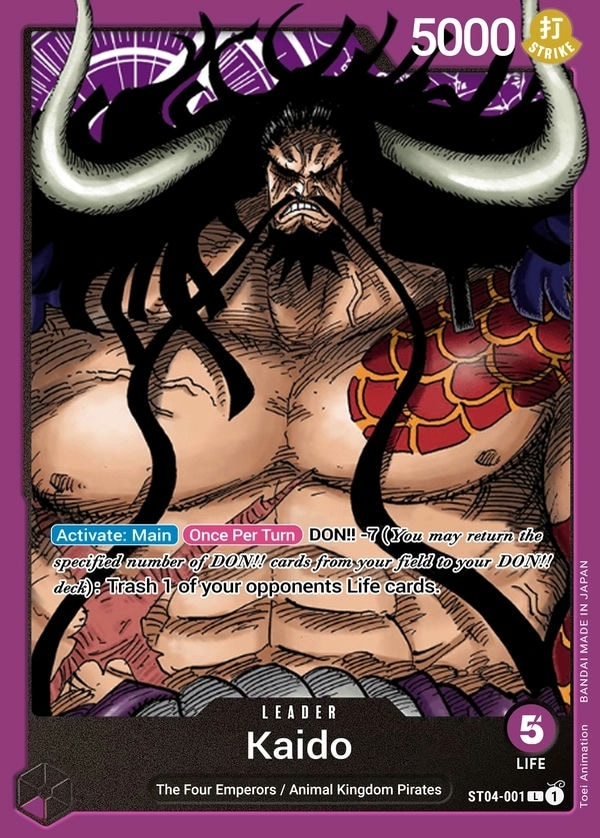 5000
打
STRIKE
Activate: Main Once Per Turn DON!! -7 (You may return the
specified number of DON!! cards from your field to your DON!!
deck): Trash 1 of your opponents Life cards.
LEADER
Kaido
5
LIFE
The Four Emperors / Animal Kingdom Pirates
ST04-001 L 1
Toei Animation BANDAI MADE IN JAPAN